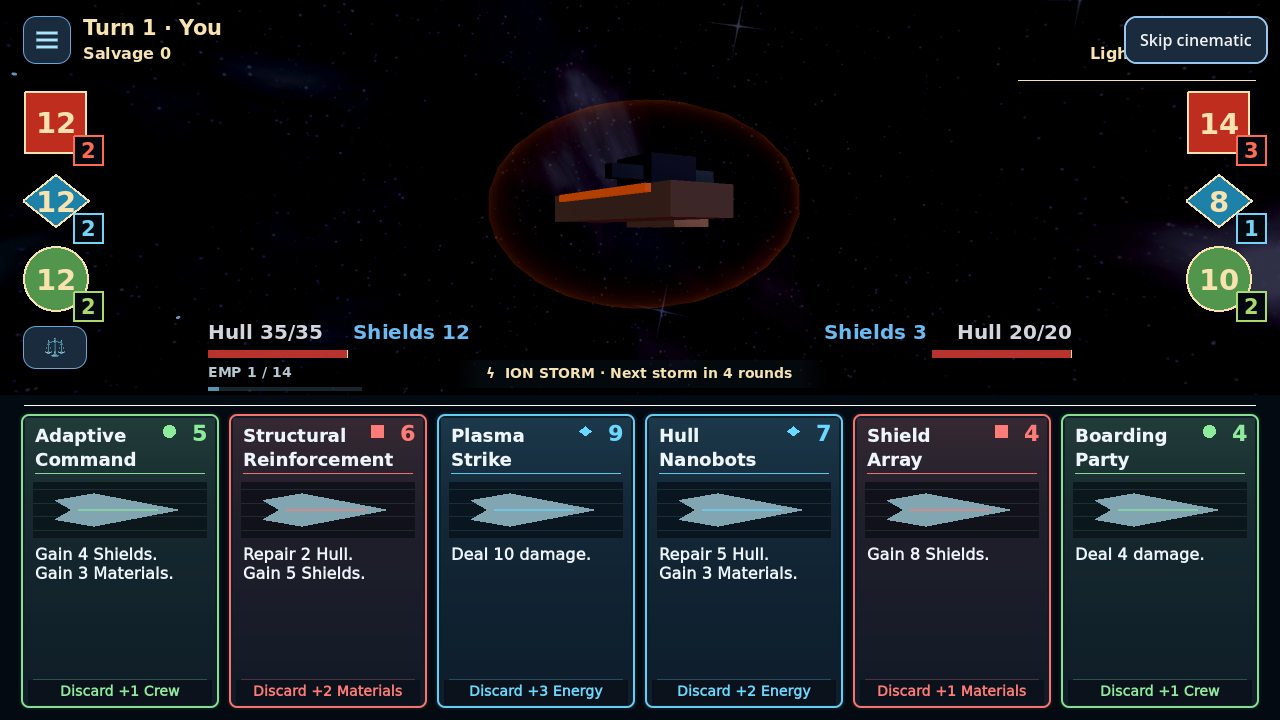 Turn 1 · You
Salvage 0
Skip cinematic
12
2
12
2
12
2
14
3
8
1
10
2
Hull 35/35 Shields 12
EMP 1 / 14
Shields 3 Hull 20/20
ION STORM · Next storm in 4 rounds
Adaptive Command 5
Gain 4 Shields.
Gain 3 Materials.
Discard +1 Crew
Structural Reinforcement 6
Repair 2 Hull.
Gain 5 Shields.
Discard +2 Materials
Plasma Strike 9
Deal 10 damage.
Discard +3 Energy
Hull Nanobots 7
Repair 5 Hull.
Gain 3 Materials.
Discard +2 Energy
Shield Array 4
Gain 8 Shields.
Discard +1 Materials
Boarding Party 4
Deal 4 damage.
Discard +1 Crew